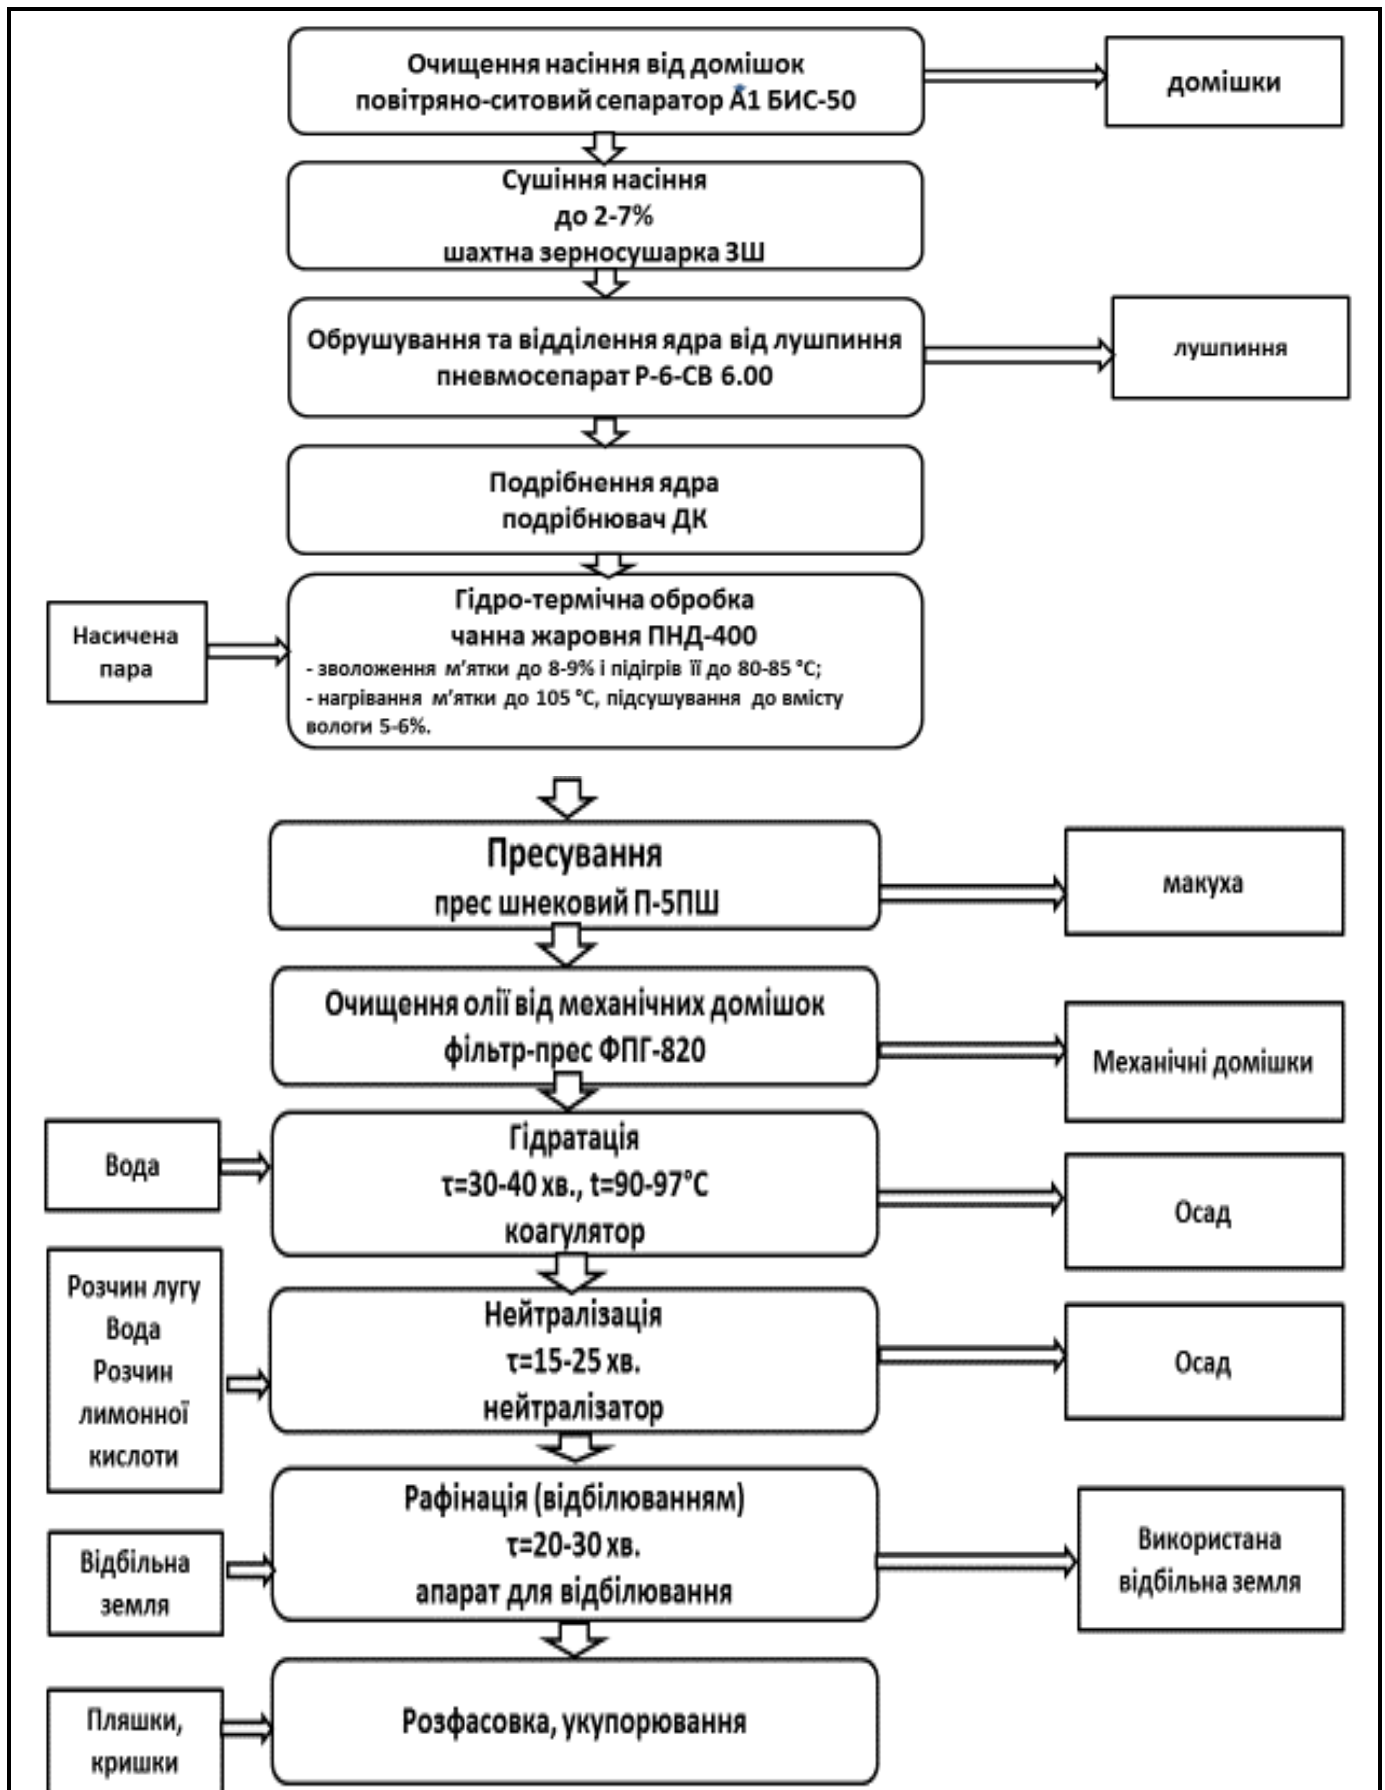 Очищення насіння від домішок
повітряно-ситовий сепаратор А1 БИС-50
домішки
Сушіння насіння
до 2-7%
шахтна зерносушарка ЗШ
Обрушування та відділення ядра від лушпиння
пневмосепарат Р-6-СВ 6.00
лушпиння
Подрібнення ядра
подрібнювач ДК
Насичена
пара
Гідро-термічна обробка
чанна жаровня ПНД-400
- зволоження м’ятки до 8-9% і підігрів її до 80-85 °С;
- нагрівання м’ятки до 105 °С, підсушування до вмісту
вологи 5-6%.
Пресування
прес шнековий П-5ПШ
макуха
Очищення олії від механічних домішок
фільтр-прес ФПГ-820
Механічні домішки
Вода
Гідратація
τ=30-40 хв., t=90-97°С
коагулятор
Осад
Розчин лугу
Вода
Розчин
лимонної
кислоти
Нейтралізація
τ=15-25 хв.
нейтралізатор
Осад
Відбільна
земля
Рафінація (відбілюванням)
τ=20-30 хв.
апарат для відбілювання
Використана
відбільна земля
Пляшки,
кришки
Розфасовка, укупорювання